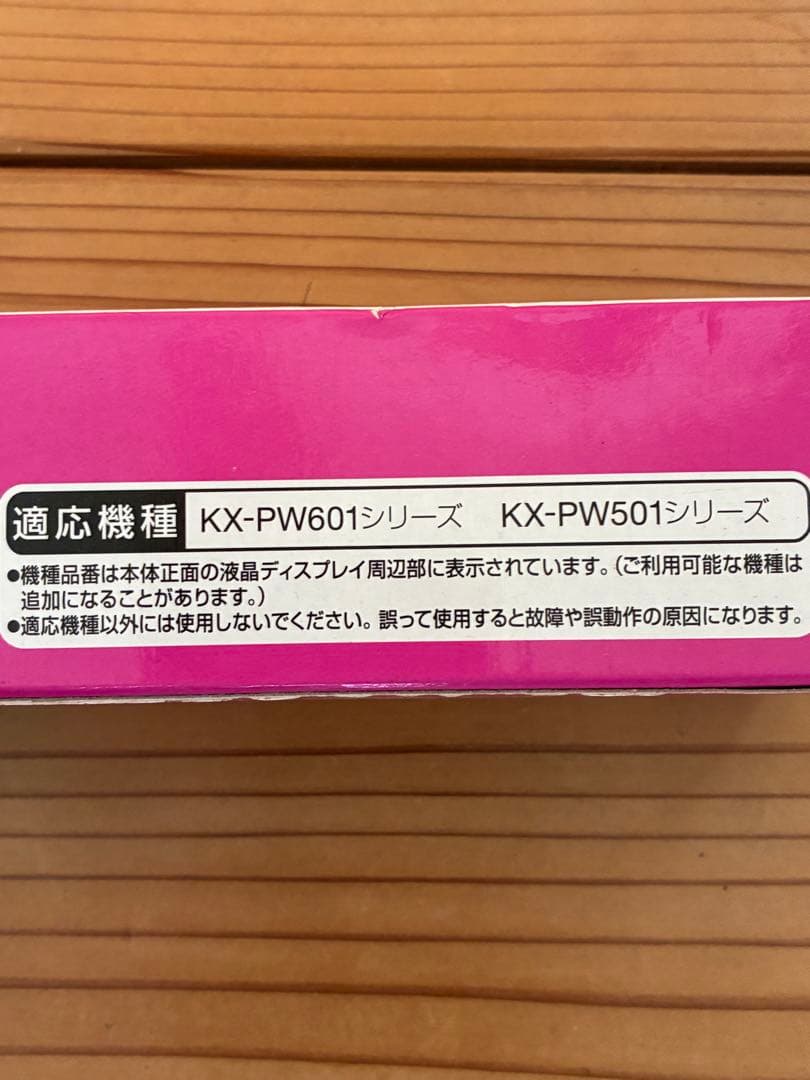 適応機種 KX-PW601シリーズ KX-PW501シリーズ
●機種品番は本体正面の液晶ディスプレイ周辺部に表示されています。(ご利用可能な機種は
追加になることがあります。)
●適応機種以外には使用しないでください。誤って使用すると故障や誤動作の原因になります。